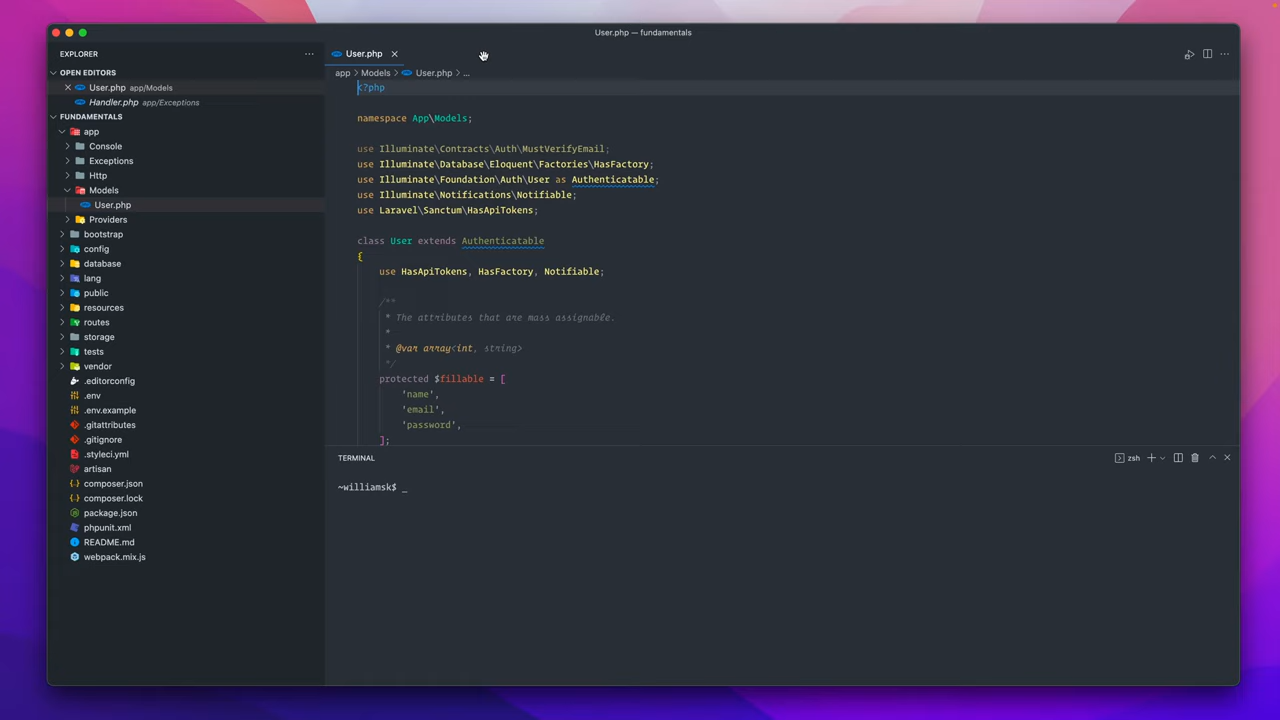 User.php — fundamentals
EXPLORER
OPEN EDITORS
User.php app/Models
Handler.php app/Exceptions
FUNDAMENTALS
app
Console
Exceptions
Http
Models
User.php
Providers
bootstrap
config
database
lang
public
resources
routes
storage
tests
vendor
.editorconfig
.env
.env.example
.gitattributes
.gitignore
.styleci.yml
artisan
composer.json
composer.lock
package.json
phpunit.xml
README.md
webpack.mix.js
User.php
app > Models > User.php > ...
<?php
namespace App\Models;
use Illuminate\Contracts\Auth\MustVerifyEmail;
use Illuminate\Database\Eloquent\Factories\HasFactory;
use Illuminate\Foundation\Auth\User as Authenticatable;
use Illuminate\Notifications\Notifiable;
use Laravel\Sanctum\HasApiTokens;
class User extends Authenticatable
{
use HasApiTokens, HasFactory, Notifiable;
/**
* The attributes that are mass assignable.
*
* @var array<int, string>
*/
protected $fillable = [
'name',
'email',
'password',
];
TERMINAL
zsh
~williamsk$ _